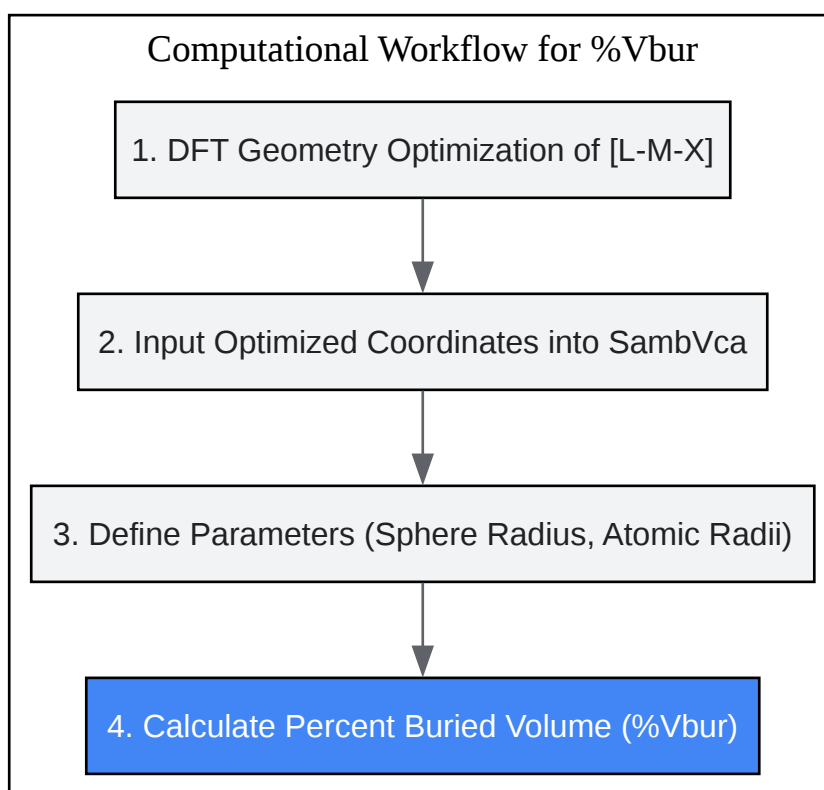 Computational Workflow for %Vbur
1. DFT Geometry Optimization of [L-M-X]
2. Input Optimized Coordinates into SambVca
3. Define Parameters (Sphere Radius, Atomic Radii)
4. Calculate Percent Buried Volume (%Vbur)